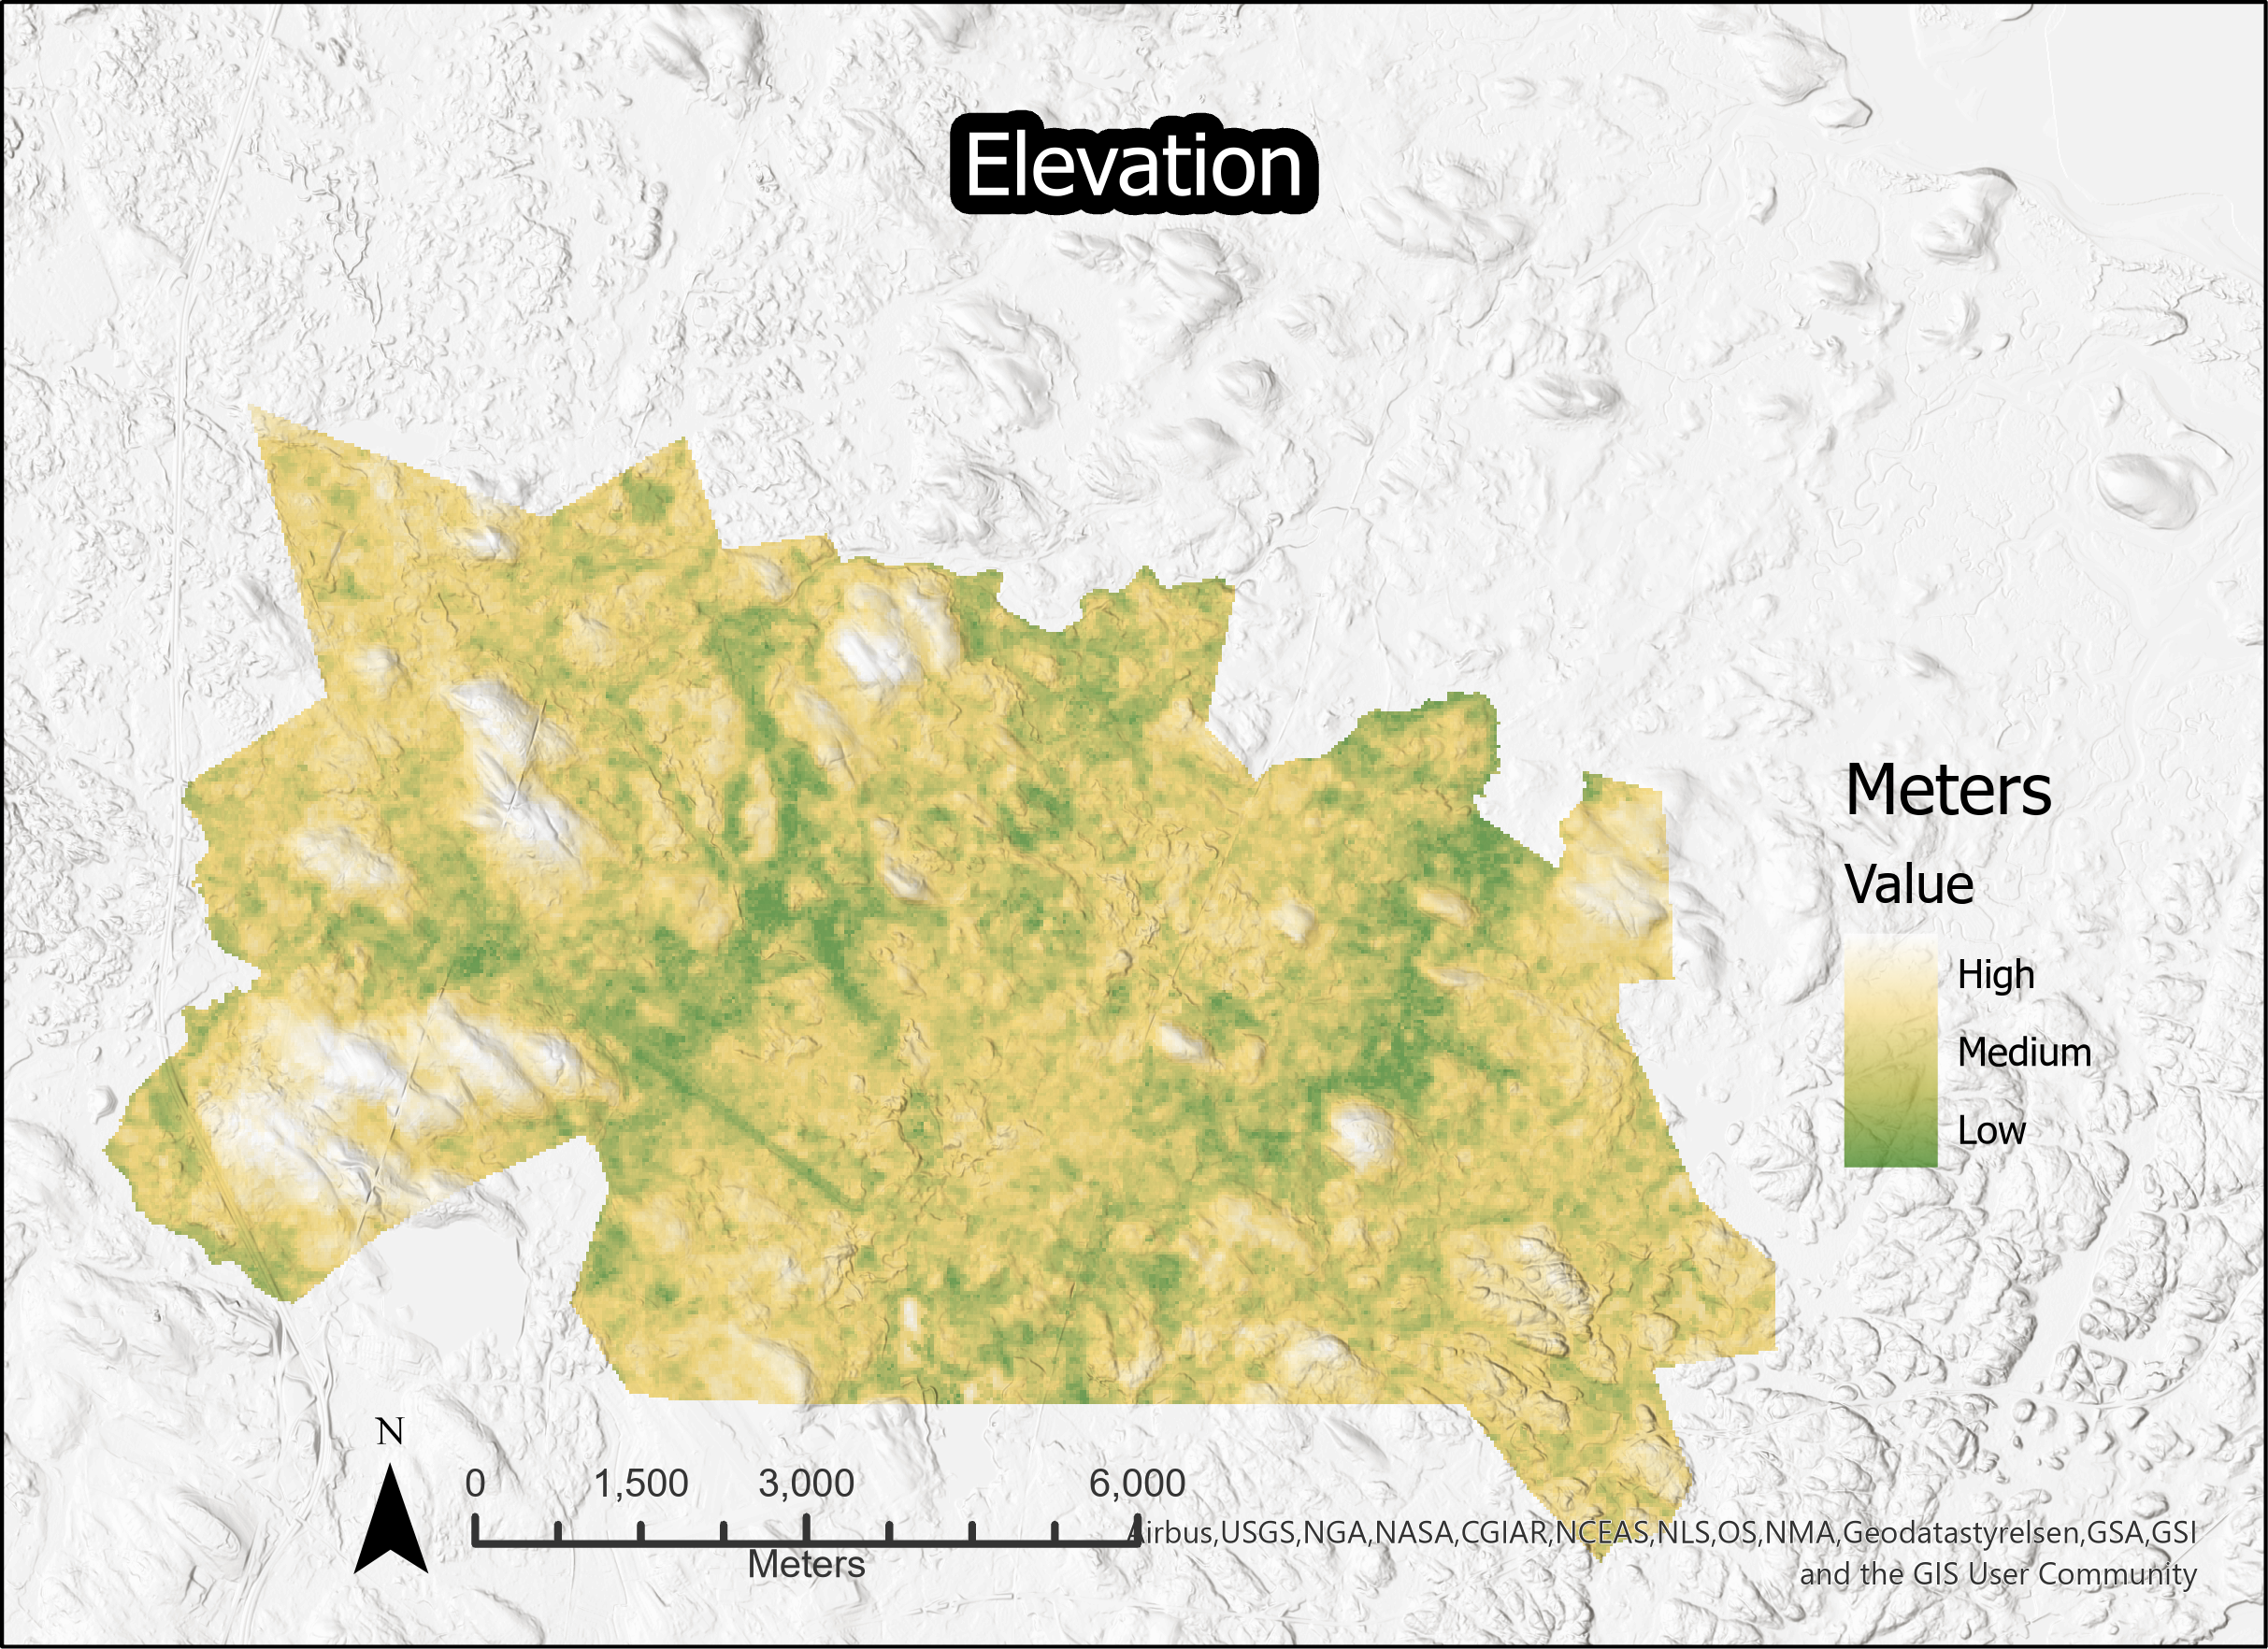 Elevation
Meters
Value
High
Medium
Low
N
0 1,500 3,000 6,000
Meters
Airbus,USGS,NGA,NASA,CGIAR,NCEAS,NLS,OS,NMA,Geodatastyrelsen,GSA,GSI
and the GIS User Community